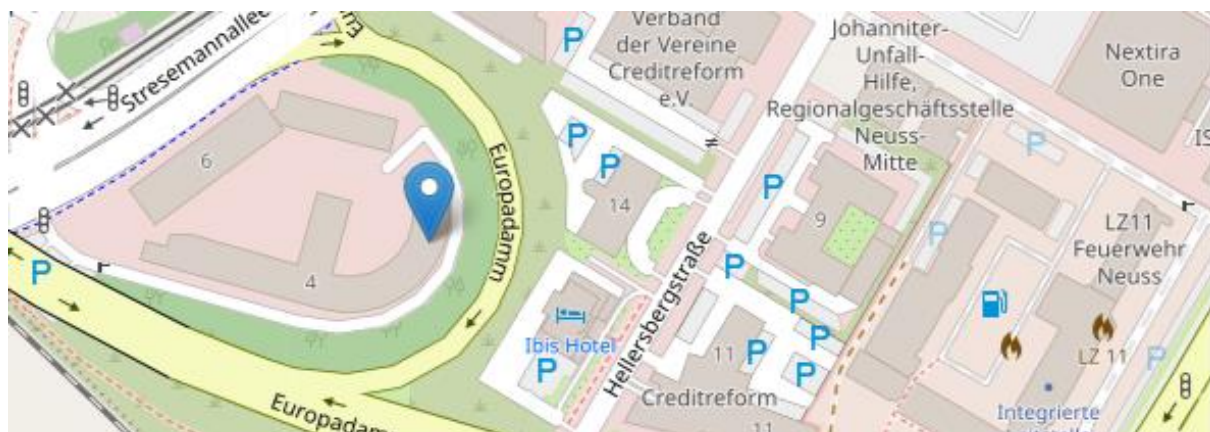 Stresemannallee
Verband
der Vereine
Creditreform
e.V.
Johanniter-
Unfall-
Hilfe,
Regionalgeschäftsstelle
Neuss-
Mitte
Nextira
One
P
P
P
P
P
P
6
Europadamm
14
9
LZ11
Feuerwehr
Neuss
P
P
P
4
Hellersbergstraße
P
P
Ibis Hotel
P
11
P
P
P
LZ 11
Creditreform
Europadamm
11
Integrierte